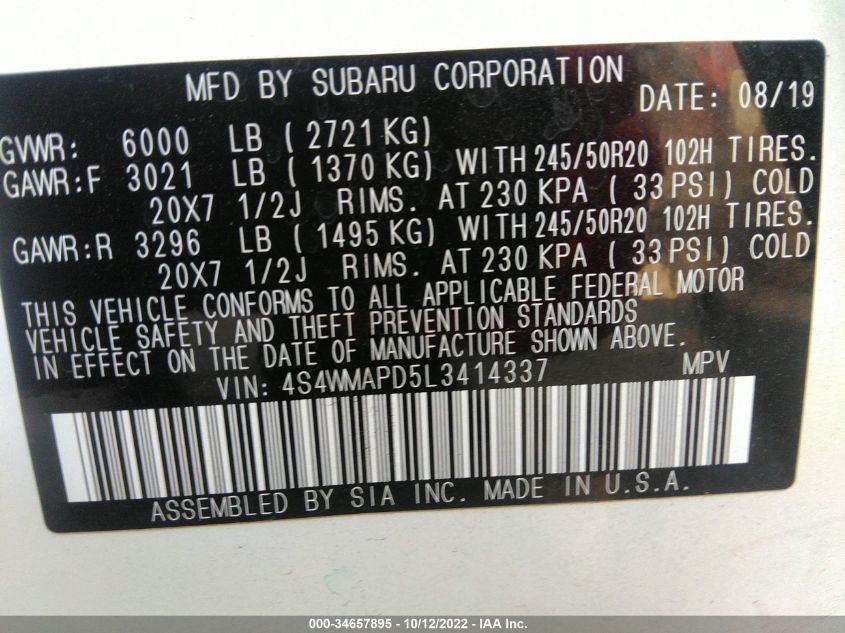 MFD BY SUBARU CORPORATION
DATE: 08/19
GVWR: 6000 LB ( 2721 KG)
GAWR:F 3021 LB ( 1370 KG) WITH 245/50R20 102H TIRES.
20X7 1/2J RIMS. AT 230 KPA ( 33 PSI) COLD
GAWR:R 3296 LB ( 1495 KG) WITH 245/50R20 102H TIRES.
20X7 1/2J RIMS. AT 230 KPA ( 33 PSI) COLD
THIS VEHICLE CONFORMS TO ALL APPLICABLE FEDERAL MOTOR
VEHICLE SAFETY AND THEFT PREVENTION STANDARDS
IN EFFECT ON THE DATE OF MANUFACTURE SHOWN ABOVE.
VIN: 4S4WMAPD5L3414337 MPV
ASSEMBLED BY SIA INC. MADE IN U.S.A.
000-34657895 - 10/12/2022 - IAA Inc.